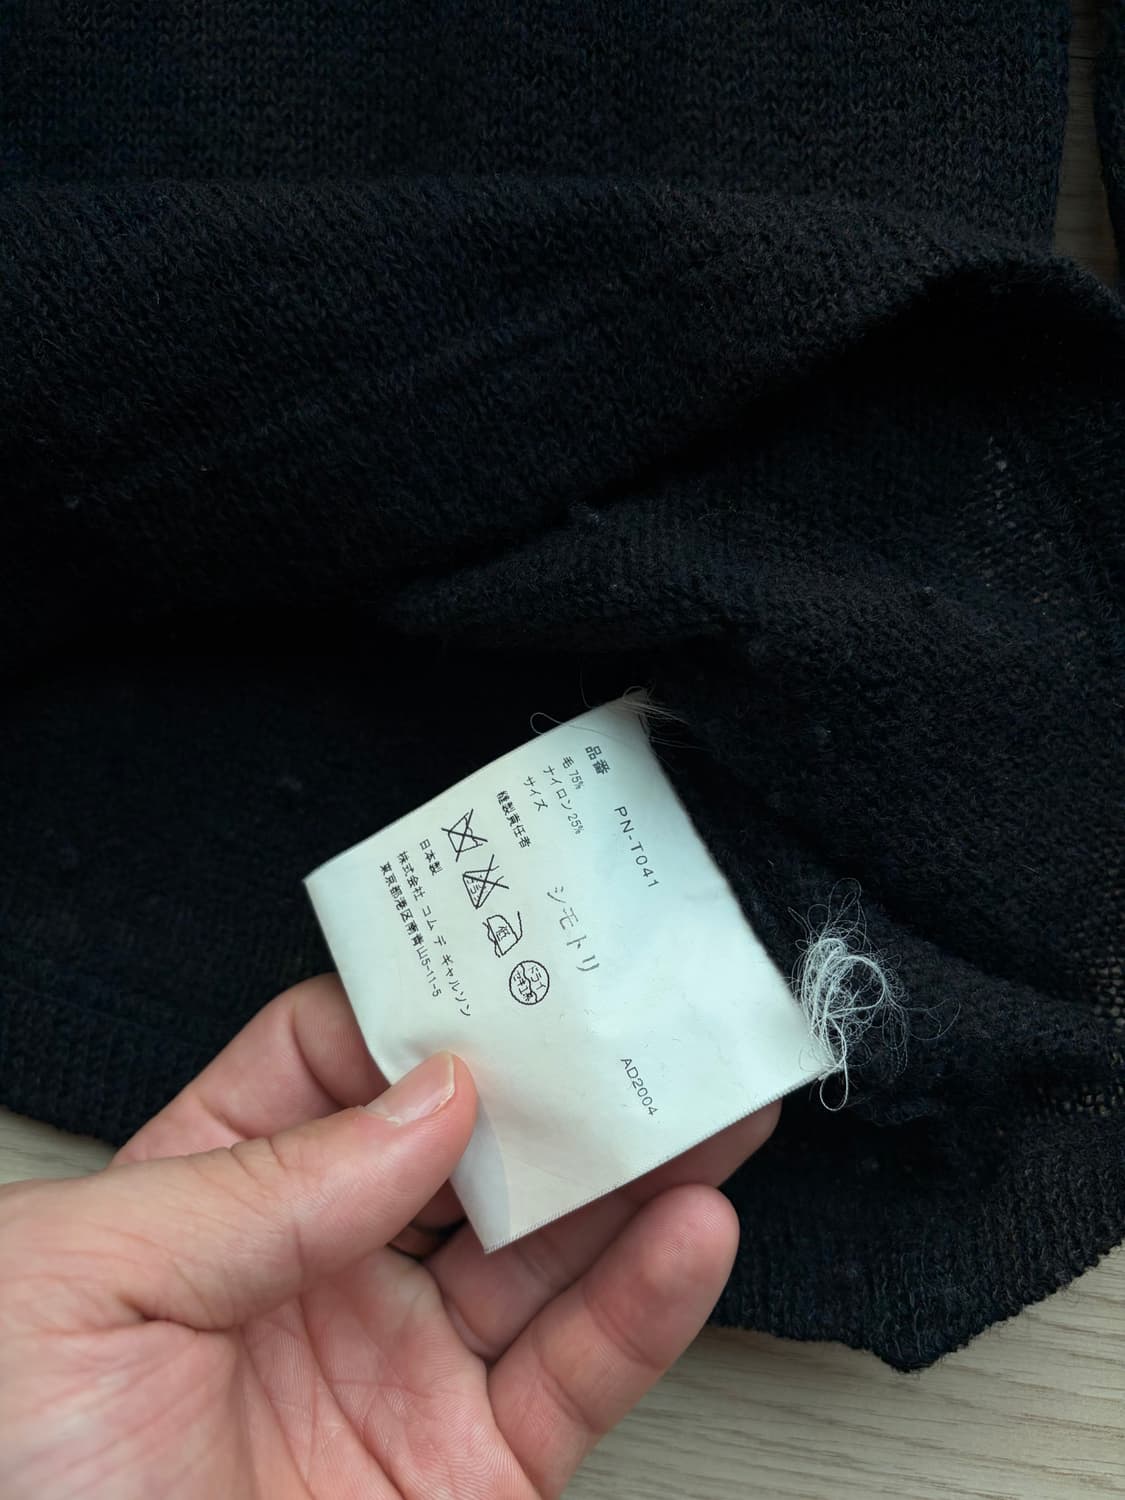 品番 PN-T041 AD2004
毛 75%
ナイロン 25%
サイズ
縫製責任者 シモトリ
日本製
株式会社 コム デ ギャルソン
東京都港区南青山5-11-5